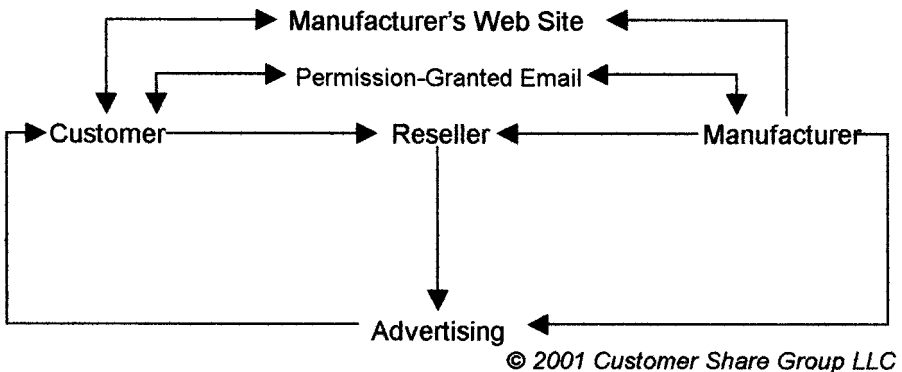 Manufacturer's Web Site
Permission-Granted Email
Customer Reseller Manufacturer
Advertising
© 2001 Customer Share Group LLC